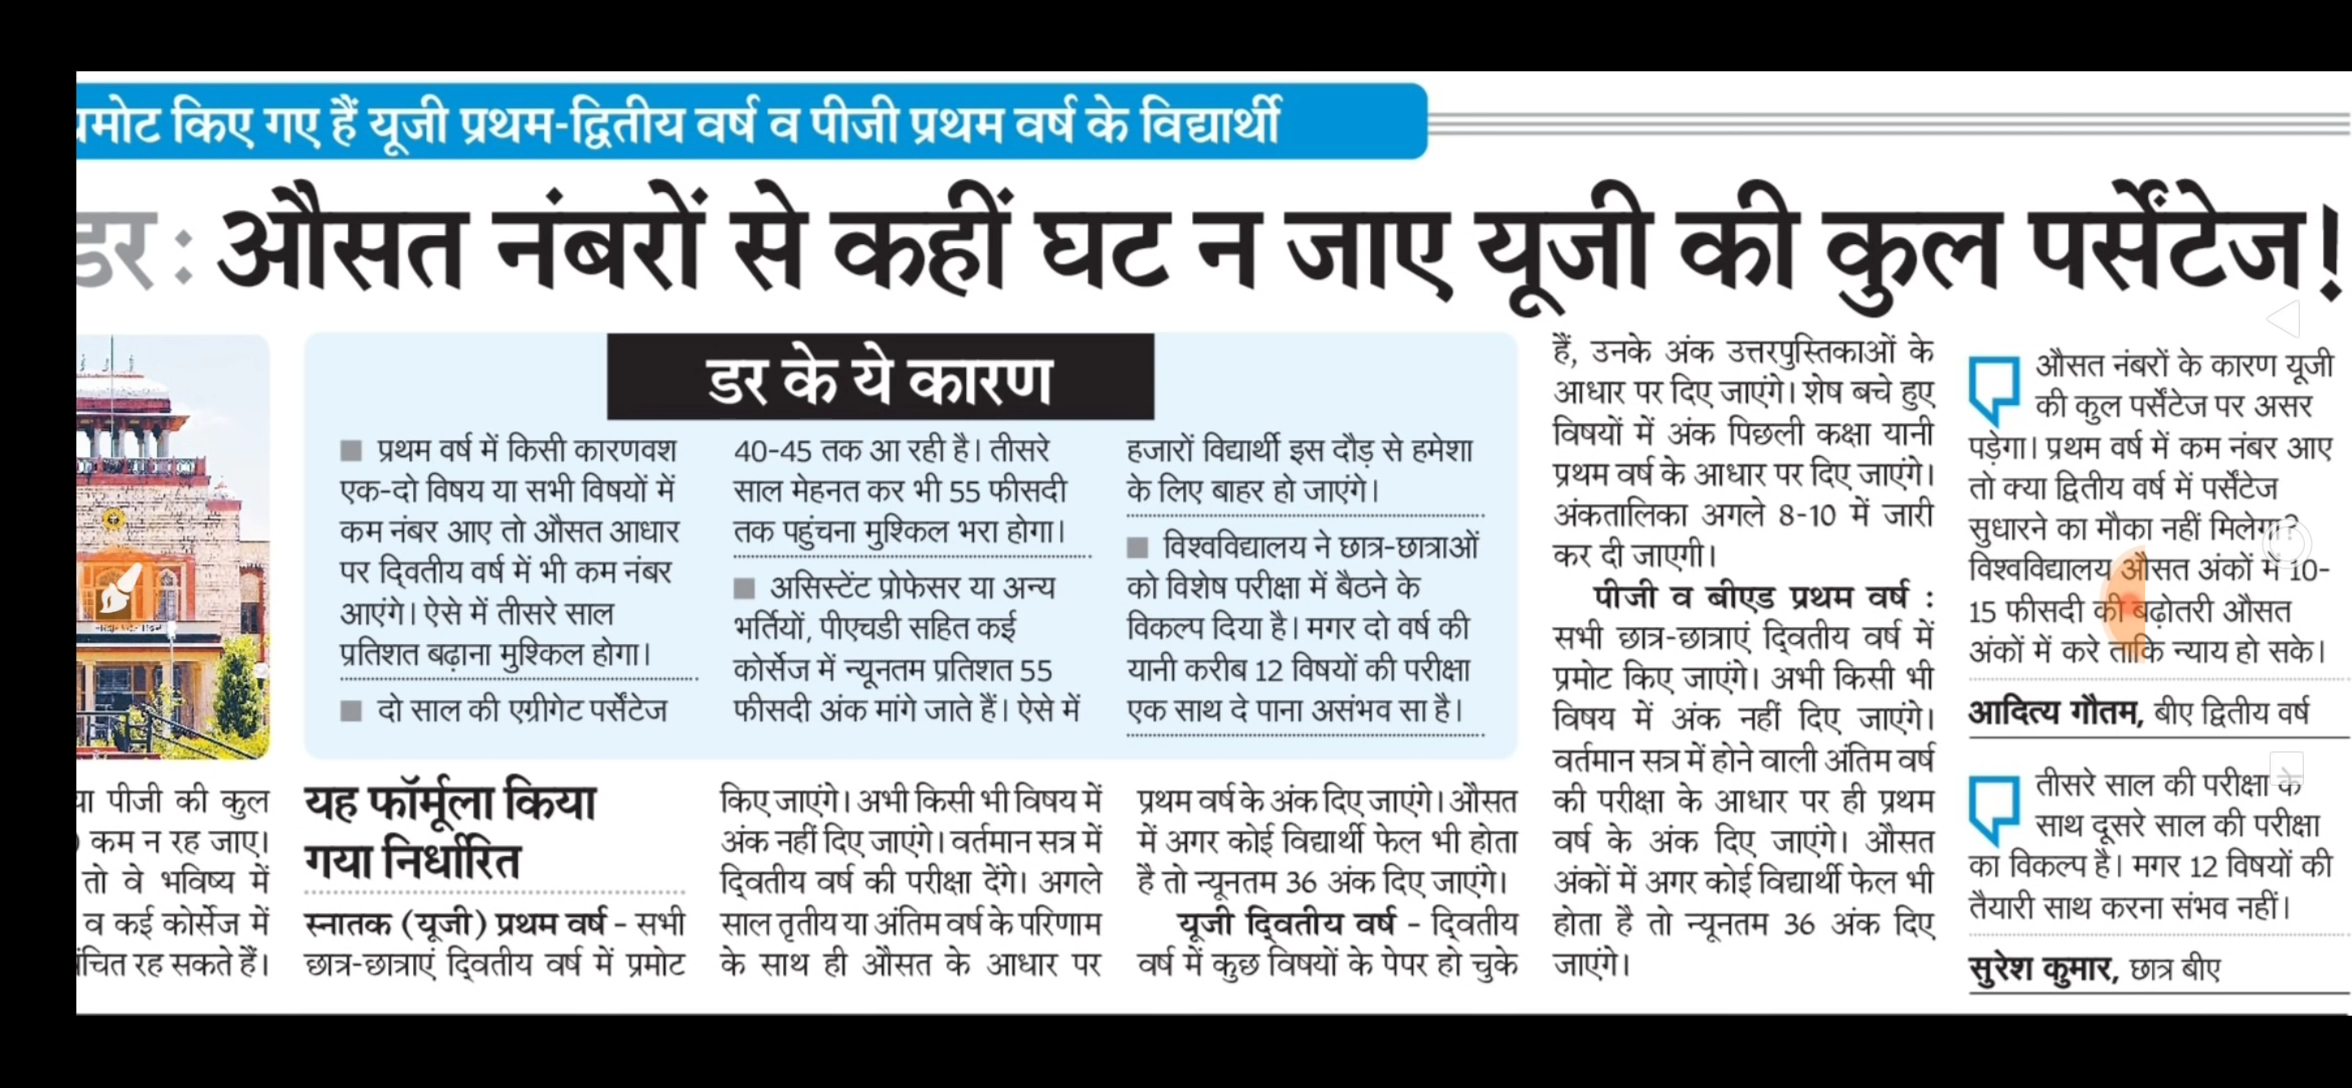 प्रमोट किए गए हैं यूजी प्रथम-द्वितीय वर्ष व पीजी प्रथम वर्ष के विद्यार्थी
डर : औसत नंबरों से कहीं घट न जाए यूजी की कुल पर्सेंटेज!
डर के ये कारण
■ प्रथम वर्ष में किसी कारणवश
एक-दो विषय या सभी विषयों में
कम नंबर आए तो औसत आधार
पर द्वितीय वर्ष में भी कम नंबर
आएंगे। ऐसे में तीसरे साल
प्रतिशत बढ़ाना मुश्किल होगा।
■ दो साल की एग्रीगेट पर्सेंटेज
40-45 तक आ रही है। तीसरे
साल मेहनत कर भी 55 फीसदी
तक पहुंचना मुश्किल भरा होगा।
■ असिस्टेंट प्रोफेसर या अन्य
भर्तियों, पीएचडी सहित कई
कोर्सेज में न्यूनतम प्रतिशत 55
फीसदी अंक मांगे जाते हैं। ऐसे में
हजारों विद्यार्थी इस दौड़ से हमेशा
के लिए बाहर हो जाएंगे।
■ विश्वविद्यालय ने छात्र-छात्राओं
को विशेष परीक्षा में बैठने के
विकल्प दिया है। मगर दो वर्ष की
यानी करीब 12 विषयों की परीक्षा
एक साथ दे पाना असंभव सा है।
या पीजी की कुल
कम न रह जाए।
तो वे भविष्य में
व कई कोर्सेज में
वंचित रह सकते हैं।
यह फॉर्मूला किया
गया निर्धारित
स्नातक (यूजी) प्रथम वर्ष - सभी
छात्र-छात्राएं द्वितीय वर्ष में प्रमोट
किए जाएंगे। अभी किसी भी विषय में
अंक नहीं दिए जाएंगे। वर्तमान सत्र में
द्वितीय वर्ष की परीक्षा देंगे। अगले
साल तृतीय या अंतिम वर्ष के परिणाम
के साथ ही औसत के आधार पर
प्रथम वर्ष के अंक दिए जाएंगे। औसत
में अगर कोई विद्यार्थी फेल भी होता
है तो न्यूनतम 36 अंक दिए जाएंगे।
यूजी द्वितीय वर्ष - द्वितीय
वर्ष में कुछ विषयों के पेपर हो चुके
हैं, उनके अंक उत्तरपुस्तिकाओं के
आधार पर दिए जाएंगे। शेष बचे हुए
विषयों में अंक पिछली कक्षा यानी
प्रथम वर्ष के आधार पर दिए जाएंगे।
अंकतालिका अगले 8-10 में जारी
कर दी जाएगी।
पीजी व बीएड प्रथम वर्ष :
सभी छात्र-छात्राएं द्वितीय वर्ष में
प्रमोट किए जाएंगे। अभी किसी भी
विषय में अंक नहीं दिए जाएंगे।
वर्तमान सत्र में होने वाली अंतिम वर्ष
की परीक्षा के आधार पर ही प्रथम
वर्ष के अंक दिए जाएंगे। औसत
अंकों में अगर कोई विद्यार्थी फेल भी
होता है तो न्यूनतम 36 अंक दिए
जाएंगे।
औसत नंबरों के कारण यूजी
की कुल पर्सेंटेज पर असर
पड़ेगा। प्रथम वर्ष में कम नंबर आए
तो क्या द्वितीय वर्ष में पर्सेंटेज
सुधारने का मौका नहीं मिलेगा?
विश्वविद्यालय औसत अंकों में 10-
15 फीसदी की बढ़ोतरी औसत
अंकों में करे ताकि न्याय हो सके।
आदित्य गौतम, बीए द्वितीय वर्ष
तीसरे साल की परीक्षा के
साथ दूसरे साल की परीक्षा
का विकल्प है। मगर 12 विषयों की
तैयारी साथ करना संभव नहीं।
सुरेश कुमार, छात्र बीए